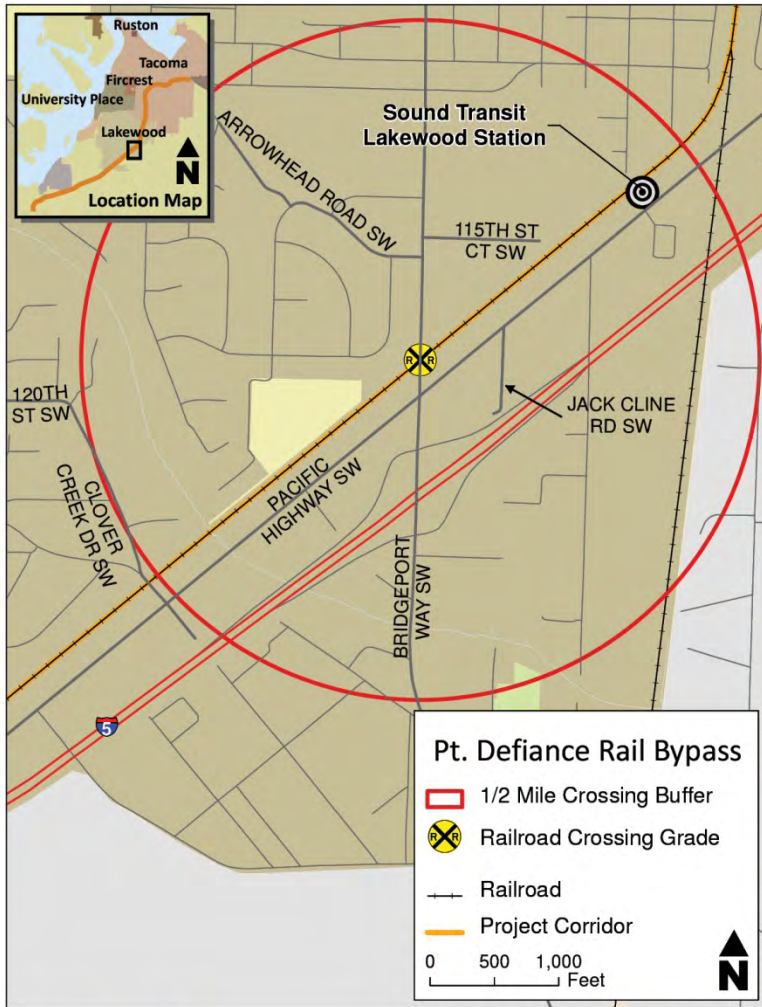 Ruston
Tacoma
Fircrest
University Place
Lakewood
N
Location Map
Sound Transit
Lakewood Station
ARROWHEAD ROAD SW
115TH ST
CT SW
R R
120TH
ST SW
JACK CLINE
RD SW
CLOVER
CREEK DR SW
PACIFIC
HIGHWAY SW
BRIDGEPORT
WAY SW
5
Pt. Defiance Rail Bypass
1/2 Mile Crossing Buffer
R R
Railroad Crossing Grade
Railroad
Project Corridor
0 500 1,000
Feet
N